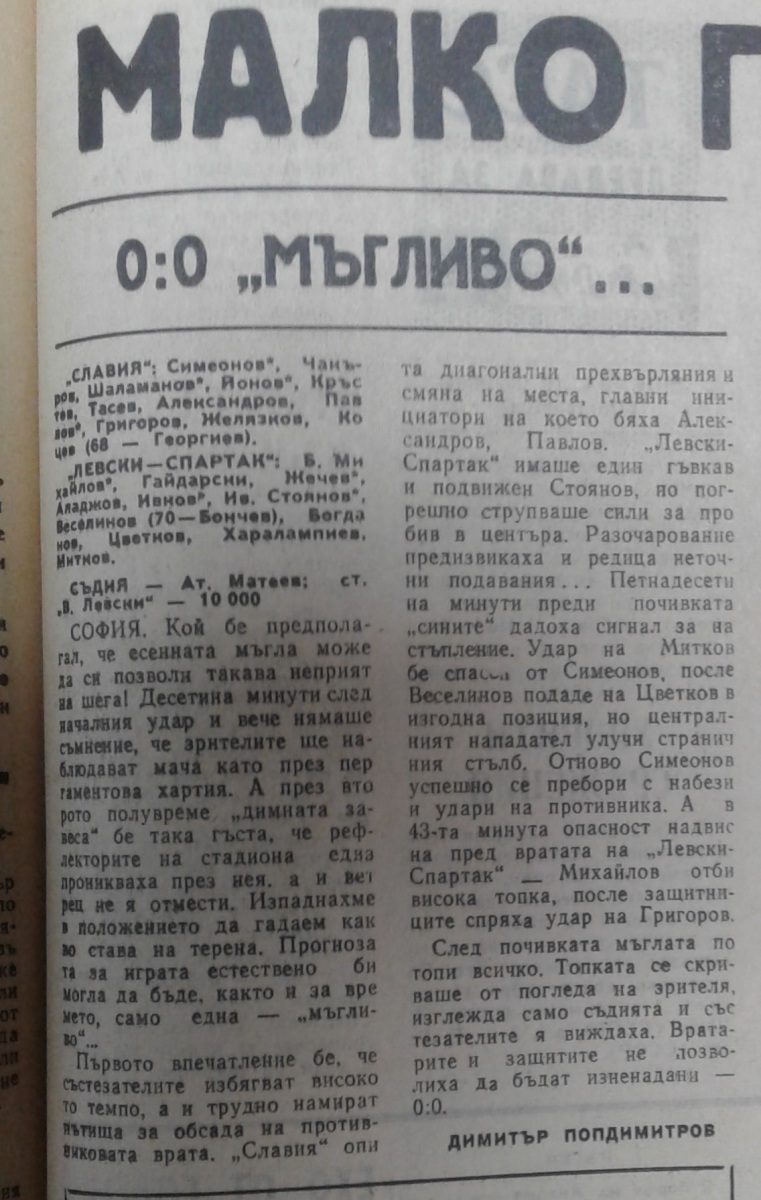 МАЛКО Г
0:0 „МЪГЛИВО“...
„СЛАВИЯ“: Симеонов*, Чакъ-
ров, Шаламанов*, Йонов*, Кръс
тев, Тасев, Александров, Пав
лов*, Григоров, Желязков, Ко
цев (68 — Георгиев).
„ЛЕВСКИ—СПАРТАК“: Б. Ми
хайлов*, Гайдарски, Жечев*,
Аладжов, Ивков*, Ив. Стоянов*,
Веселинов (70—Бончев), Богда
нов, Цветков, Харалампиев,
Митков.
СЪДИЯ — Ат. Матеев; ст.
„В. Левски“ — 10 000
СОФИЯ. Кой бе предпола-
гал, че есенната мъгла може
да си позволи такава неприят
на шега! Десетина минути след
началния удар и вече нямаше
съмнение, че зрителите ще на-
блюдават мача като през пер
гаментова хартия. А през вто
рото полувреме „димната за-
веса“ бе така гъста, че реф-
лекторите на стадиона едва
проникваха през нея. а и вет
рец не я отмести. Изпаднахме
в положението да гадаем как
во става на терена. Прогноза
та за играта естествено би
могла да бъде, както и за вре
мето, само една — „мъгли-
во“...
Първото впечатление бе, че
състезателите избягват високо
то темпо, а и трудно намират
пътища за обсада на против-
никовата врата. „Славия“ опи
та диагонални прехвърляния и
смяна на места, главни ини-
циатори на което бяха Алек-
сандров, Павлов. „Левски-
Спартак“ имаше един гъвкав
и подвижен Стоянов, но пог-
решно струпваше сили за про
бив в центъра. Разочарование
предизвикаха и редица неточ-
ни подавания... Петнадесети
на минути преди почивката
„сините“ дадоха сигнал за на
стъпление. Удар на Митков
бе спасен от Симеонов, после
Веселинов подаде на Цветков в
изгодна позиция, но централ-
ният нападател улучи странич
ния стълб. Отново Симеонов
успешно се пребори с набези
и удари на противника. А в
43-та минута опасност надвис
на пред вратата на „Левски-
Спартак“ — Михайлов отби
висока топка, после защитни-
ците спряха удар на Григоров.
След почивката мъглата по
топи всичко. Топката се скри-
ваше от погледа на зрителя,
изглежда само съдията и със
тезателите я виждаха. Врата-
рите и защитите не позво-
лиха да бъдат изненадани —
0:0.
ДИМИТЪР ПОПДИМИТРОВ